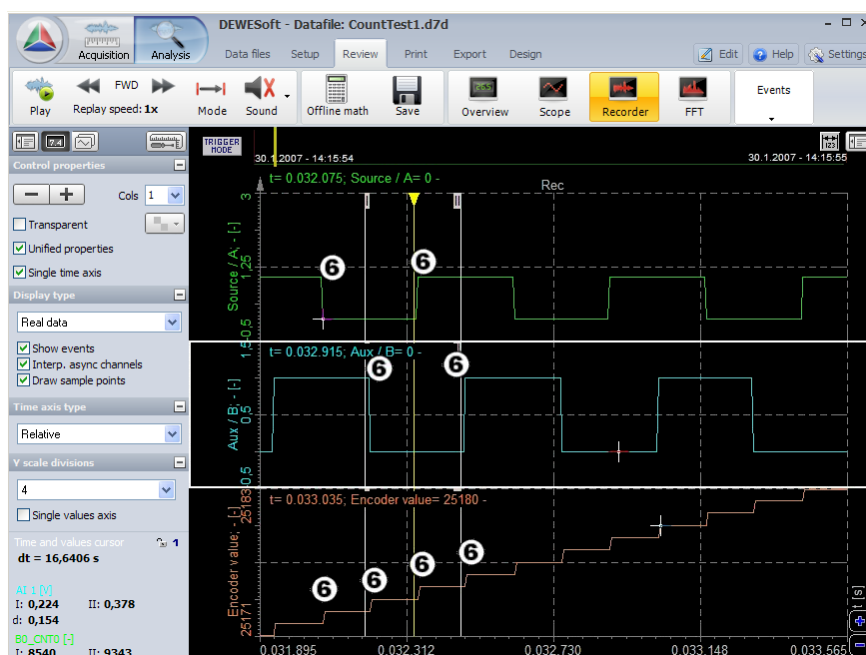 DEWESoft - Datafile: CountTest1.d7d
Acquisition
Analysis
Data files
Setup
Review
Print
Export
Design
Edit
Help
Settings
Play
FWD
Replay speed: 1x
Mode
Sound
Offline math
Save
Overview
Scope
Recorder
FFT
Events
TRIGGER
MODE
30.1.2007 - 14:15:54
30.1.2007 - 14:15:55
Control properties
Cols 1
Transparent
Unified properties
Single time axis
Display type
Real data
Show events
Interp. async channels
Draw sample points
Time axis type
Relative
Y scale divisions
4
Single values axis
Time and values cursor
1
dt = 16,6406 s
AI 1 [V]
I: 0,224 II: 0,378
d: 0,154
B0_CNT0 [-]
I: 8540 II: 9343
t= 0.032.075; Source / A= 0 -
Rec
I
II
3
1,25
-0,5
Source / A; - [-]
6
6
t= 0.032.915; Aux / B= 0 -
1,5
0,5
-0,5
Aux / B; - [-]
6
6
t= 0.033.035; Encoder value= 25180 -
25183
25171
Encoder value; - [-]
6
6
6
6
t [s]
0.031.895
0.032.312
0.032.730
0.033.148
0.033.565